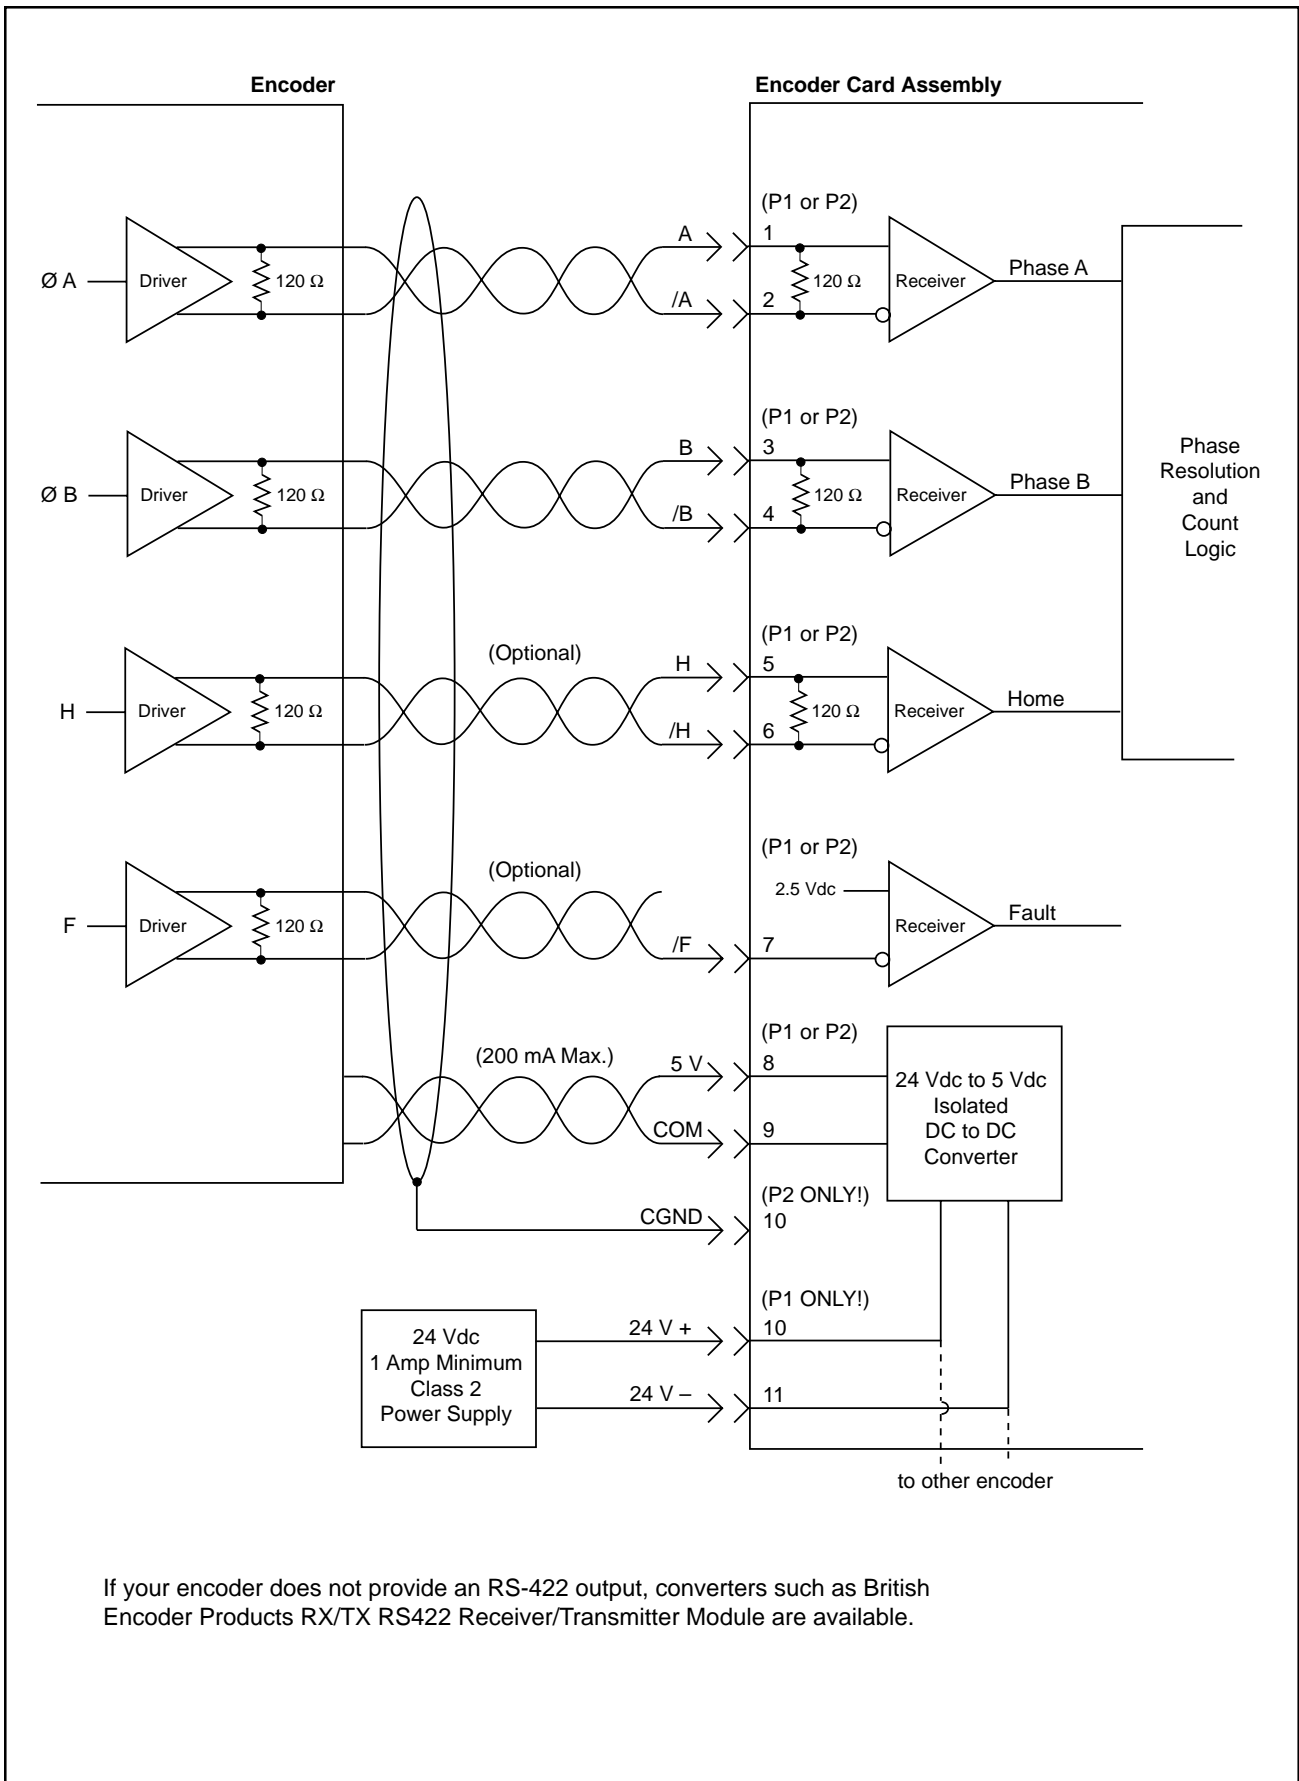 Encoder
Encoder Card Assembly
(P1 or P2)
Ø A
Driver
120 Ω
A
/A
1
2
120 Ω
Receiver
Phase A
(P1 or P2)
Ø B
Driver
120 Ω
B
/B
3
4
120 Ω
Receiver
Phase B
Phase
Resolution
and
Count
Logic
(P1 or P2)
H
Driver
120 Ω
(Optional)
H
/H
5
6
120 Ω
Receiver
Home
(P1 or P2)
F
Driver
120 Ω
(Optional)
/F
2.5 Vdc
7
Receiver
Fault
(P1 or P2)
(200 mA Max.)
5 V
COM
8
9
24 Vdc to 5 Vdc
Isolated
DC to DC
Converter
(P2 ONLY!)
CGND
10
(P1 ONLY!)
24 Vdc
1 Amp Minimum
Class 2
Power Supply
24 V +
10
24 V –
11
to other encoder
If your encoder does not provide an RS-422 output, converters such as British
Encoder Products RX/TX RS422 Receiver/Transmitter Module are available.